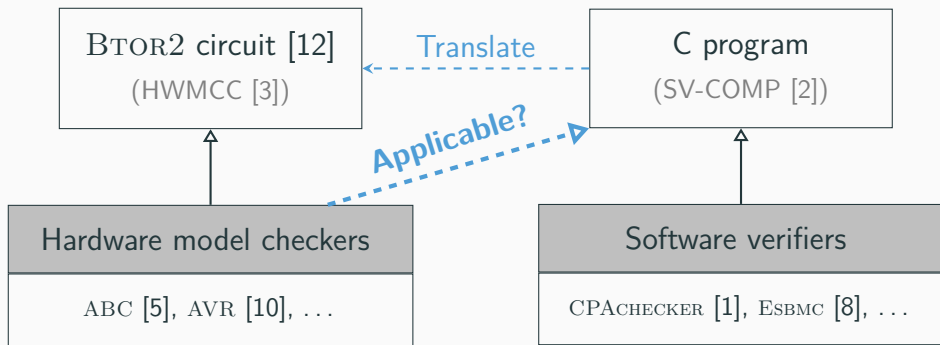 BTOR2 circuit [12]
(HWMCC [3])
Translate
C program
(SV-COMP [2])
Applicable?
Hardware model checkers
ABC [5], AVR [10], ...
Software verifiers
CPACHECKER [1], ESBMC [8], ...